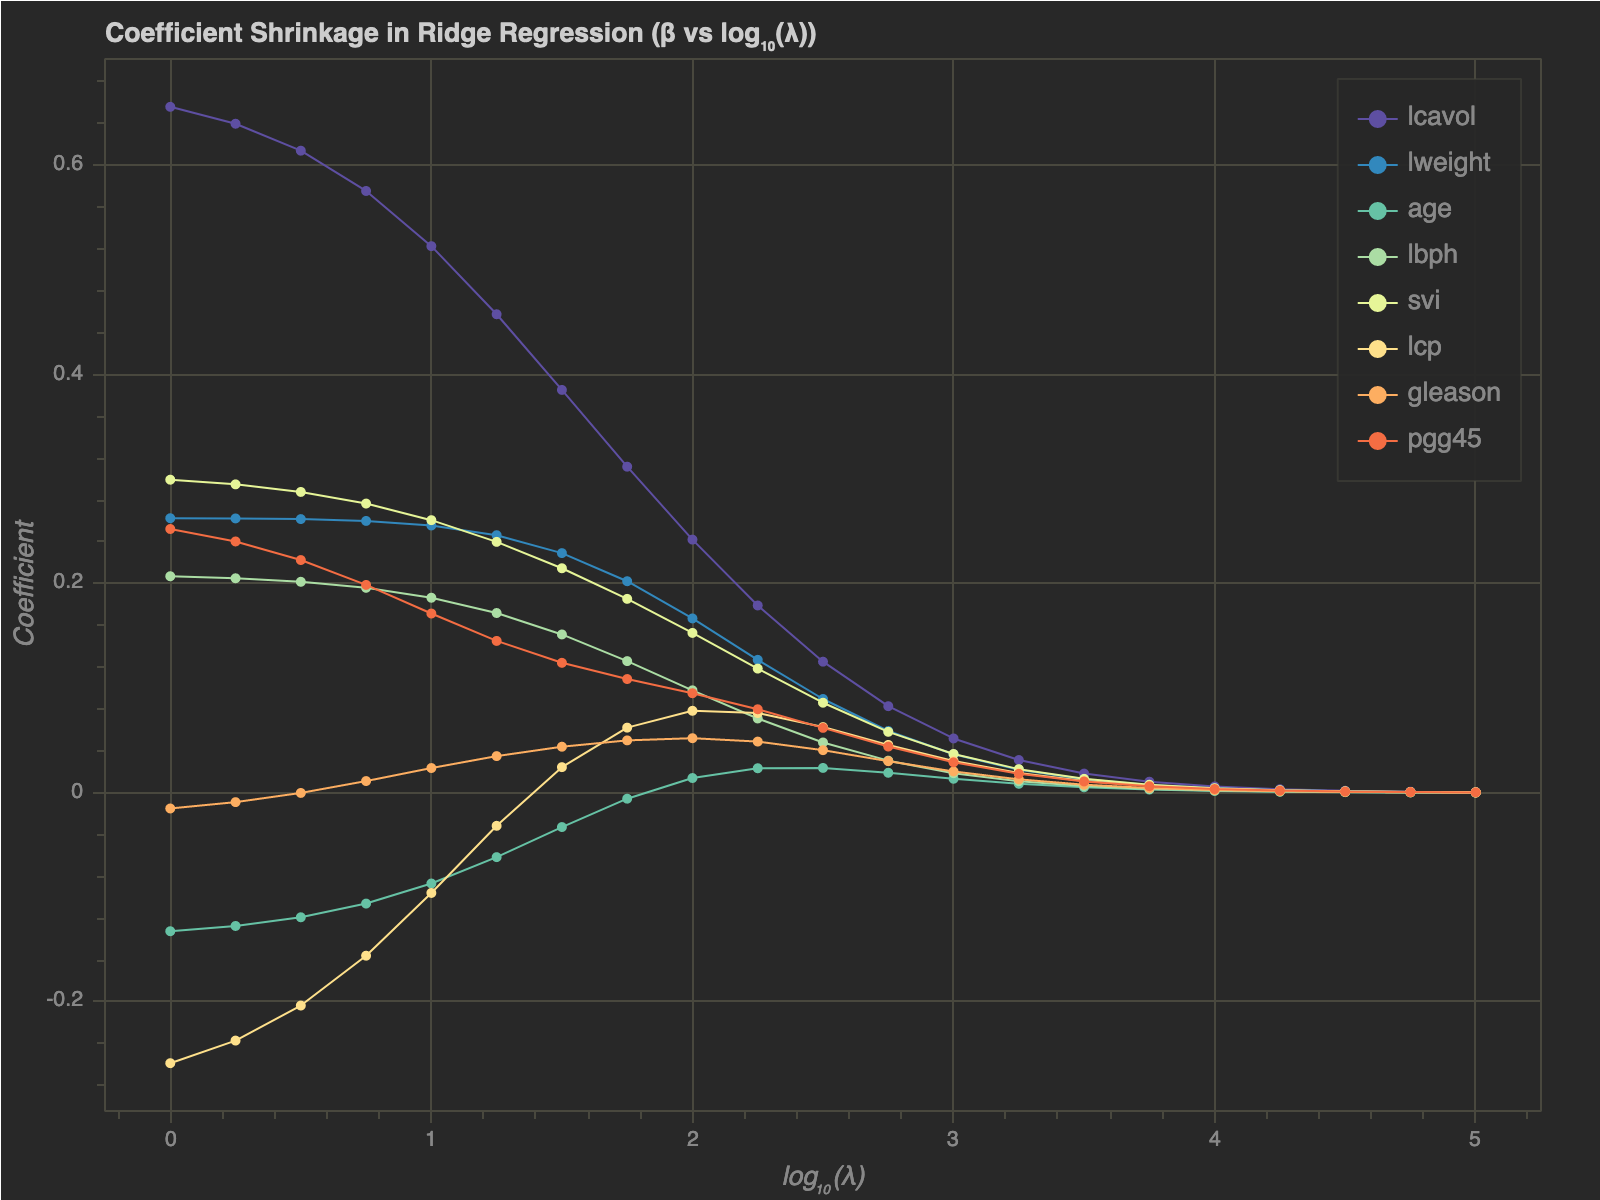 Coefficient Shrinkage in Ridge Regression (β vs log₁₀(λ))
lcavol
lweight
age
lbph
svi
lcp
gleason
pgg45
0.6
0.4
0.2
0
-0.2
Coefficient
0 1 2 3 4 5
log₁₀(λ)